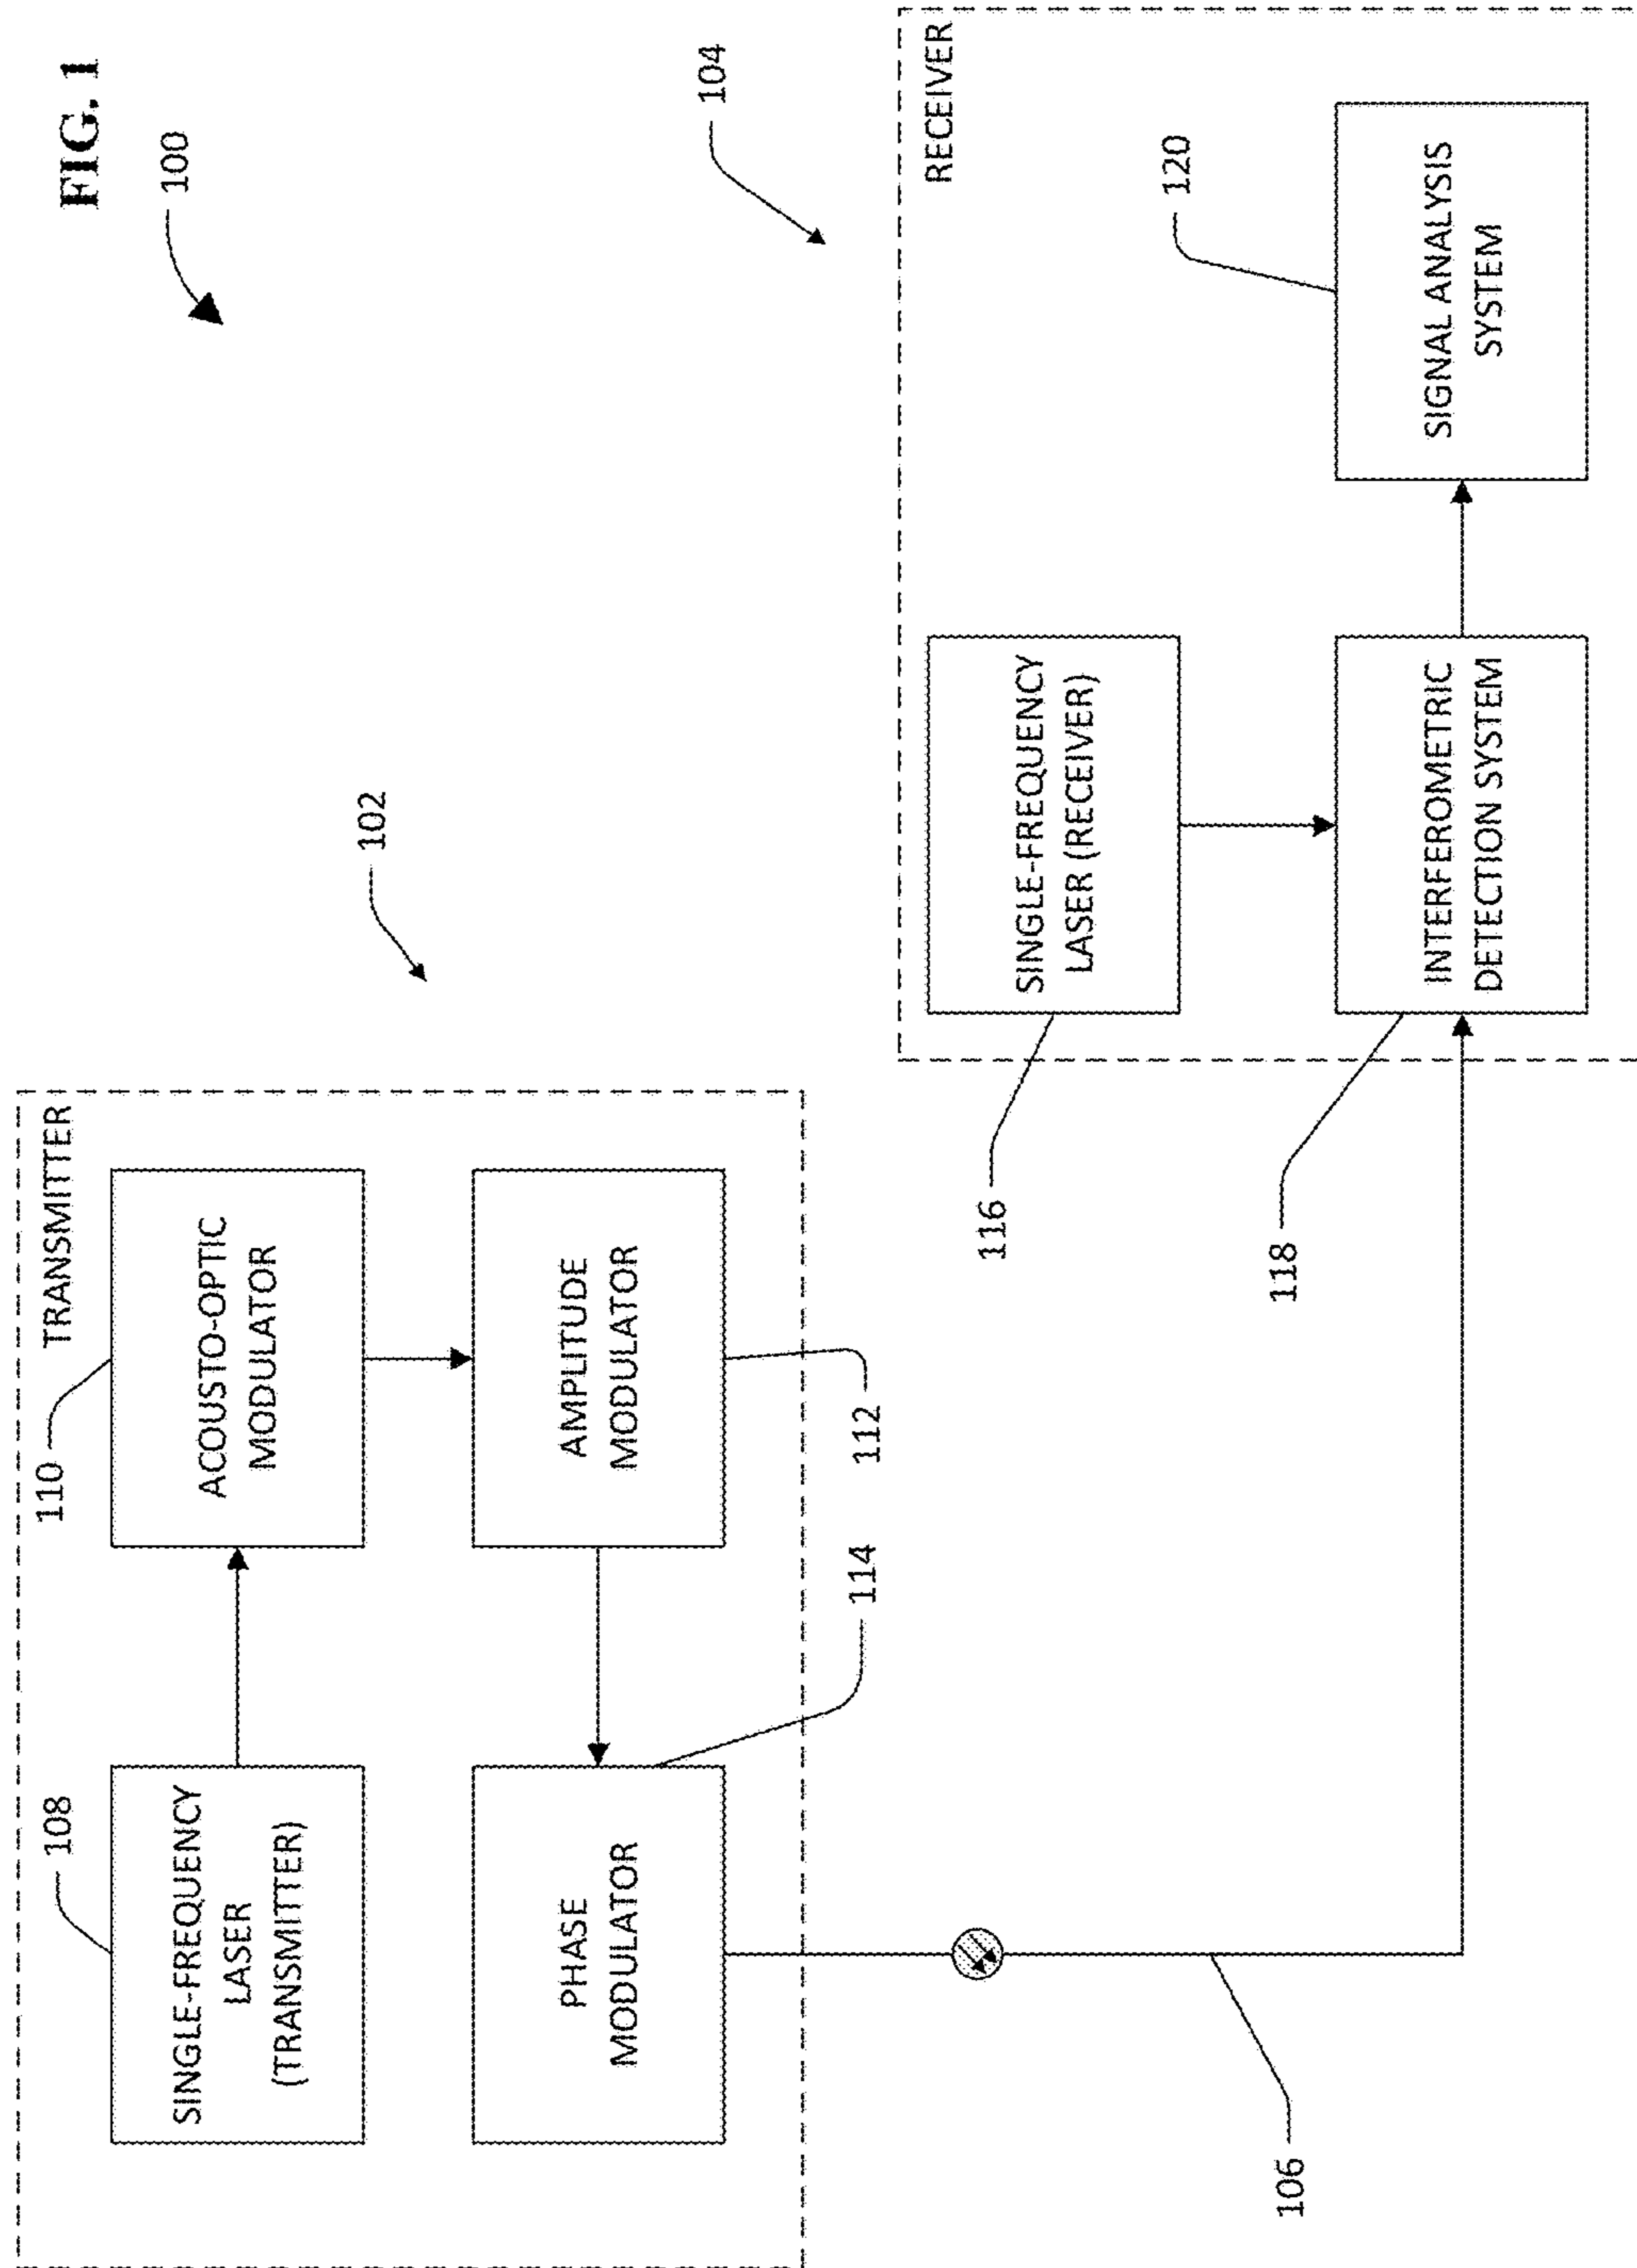 FIG. 1
100
102
104
TRANSMITTER
108
SINGLE-FREQUENCY
LASER
(TRANSMITTER)
110
ACOUSTO-OPTIC
MODULATOR
AMPLITUDE
MODULATOR
112
PHASE
MODULATOR
114
106
RECEIVER
116
SINGLE-FREQUENCY
LASER (RECEIVER)
118
INTERFEROMETRIC
DETECTION SYSTEM
120
SIGNAL ANALYSIS
SYSTEM